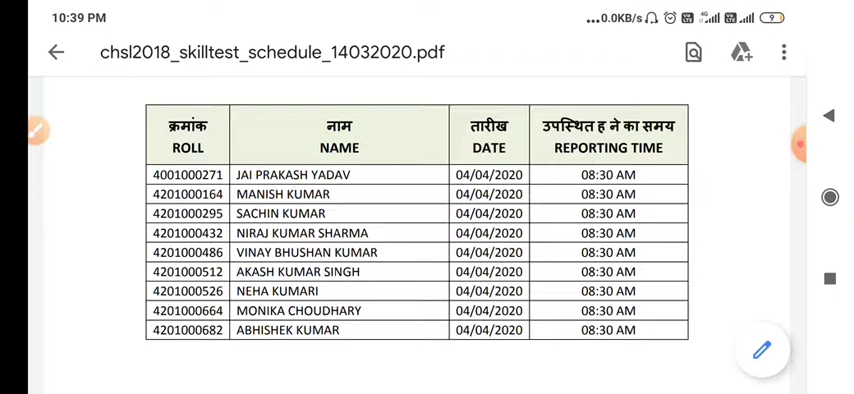 10:39 PM ...0.0KB/s 4G 9
chsl2018_skilltest_schedule_14032020.pdf
क्रमांक नाम तारीख उपस्थित ह ने का समय
ROLL NAME DATE REPORTING TIME
4001000271 JAI PRAKASH YADAV 04/04/2020 08:30 AM
4201000164 MANISH KUMAR 04/04/2020 08:30 AM
4201000295 SACHIN KUMAR 04/04/2020 08:30 AM
4201000432 NIRAJ KUMAR SHARMA 04/04/2020 08:30 AM
4201000486 VINAY BHUSHAN KUMAR 04/04/2020 08:30 AM
4201000512 AKASH KUMAR SINGH 04/04/2020 08:30 AM
4201000526 NEHA KUMARI 04/04/2020 08:30 AM
4201000664 MONIKA CHOUDHARY 04/04/2020 08:30 AM
4201000682 ABHISHEK KUMAR 04/04/2020 08:30 AM